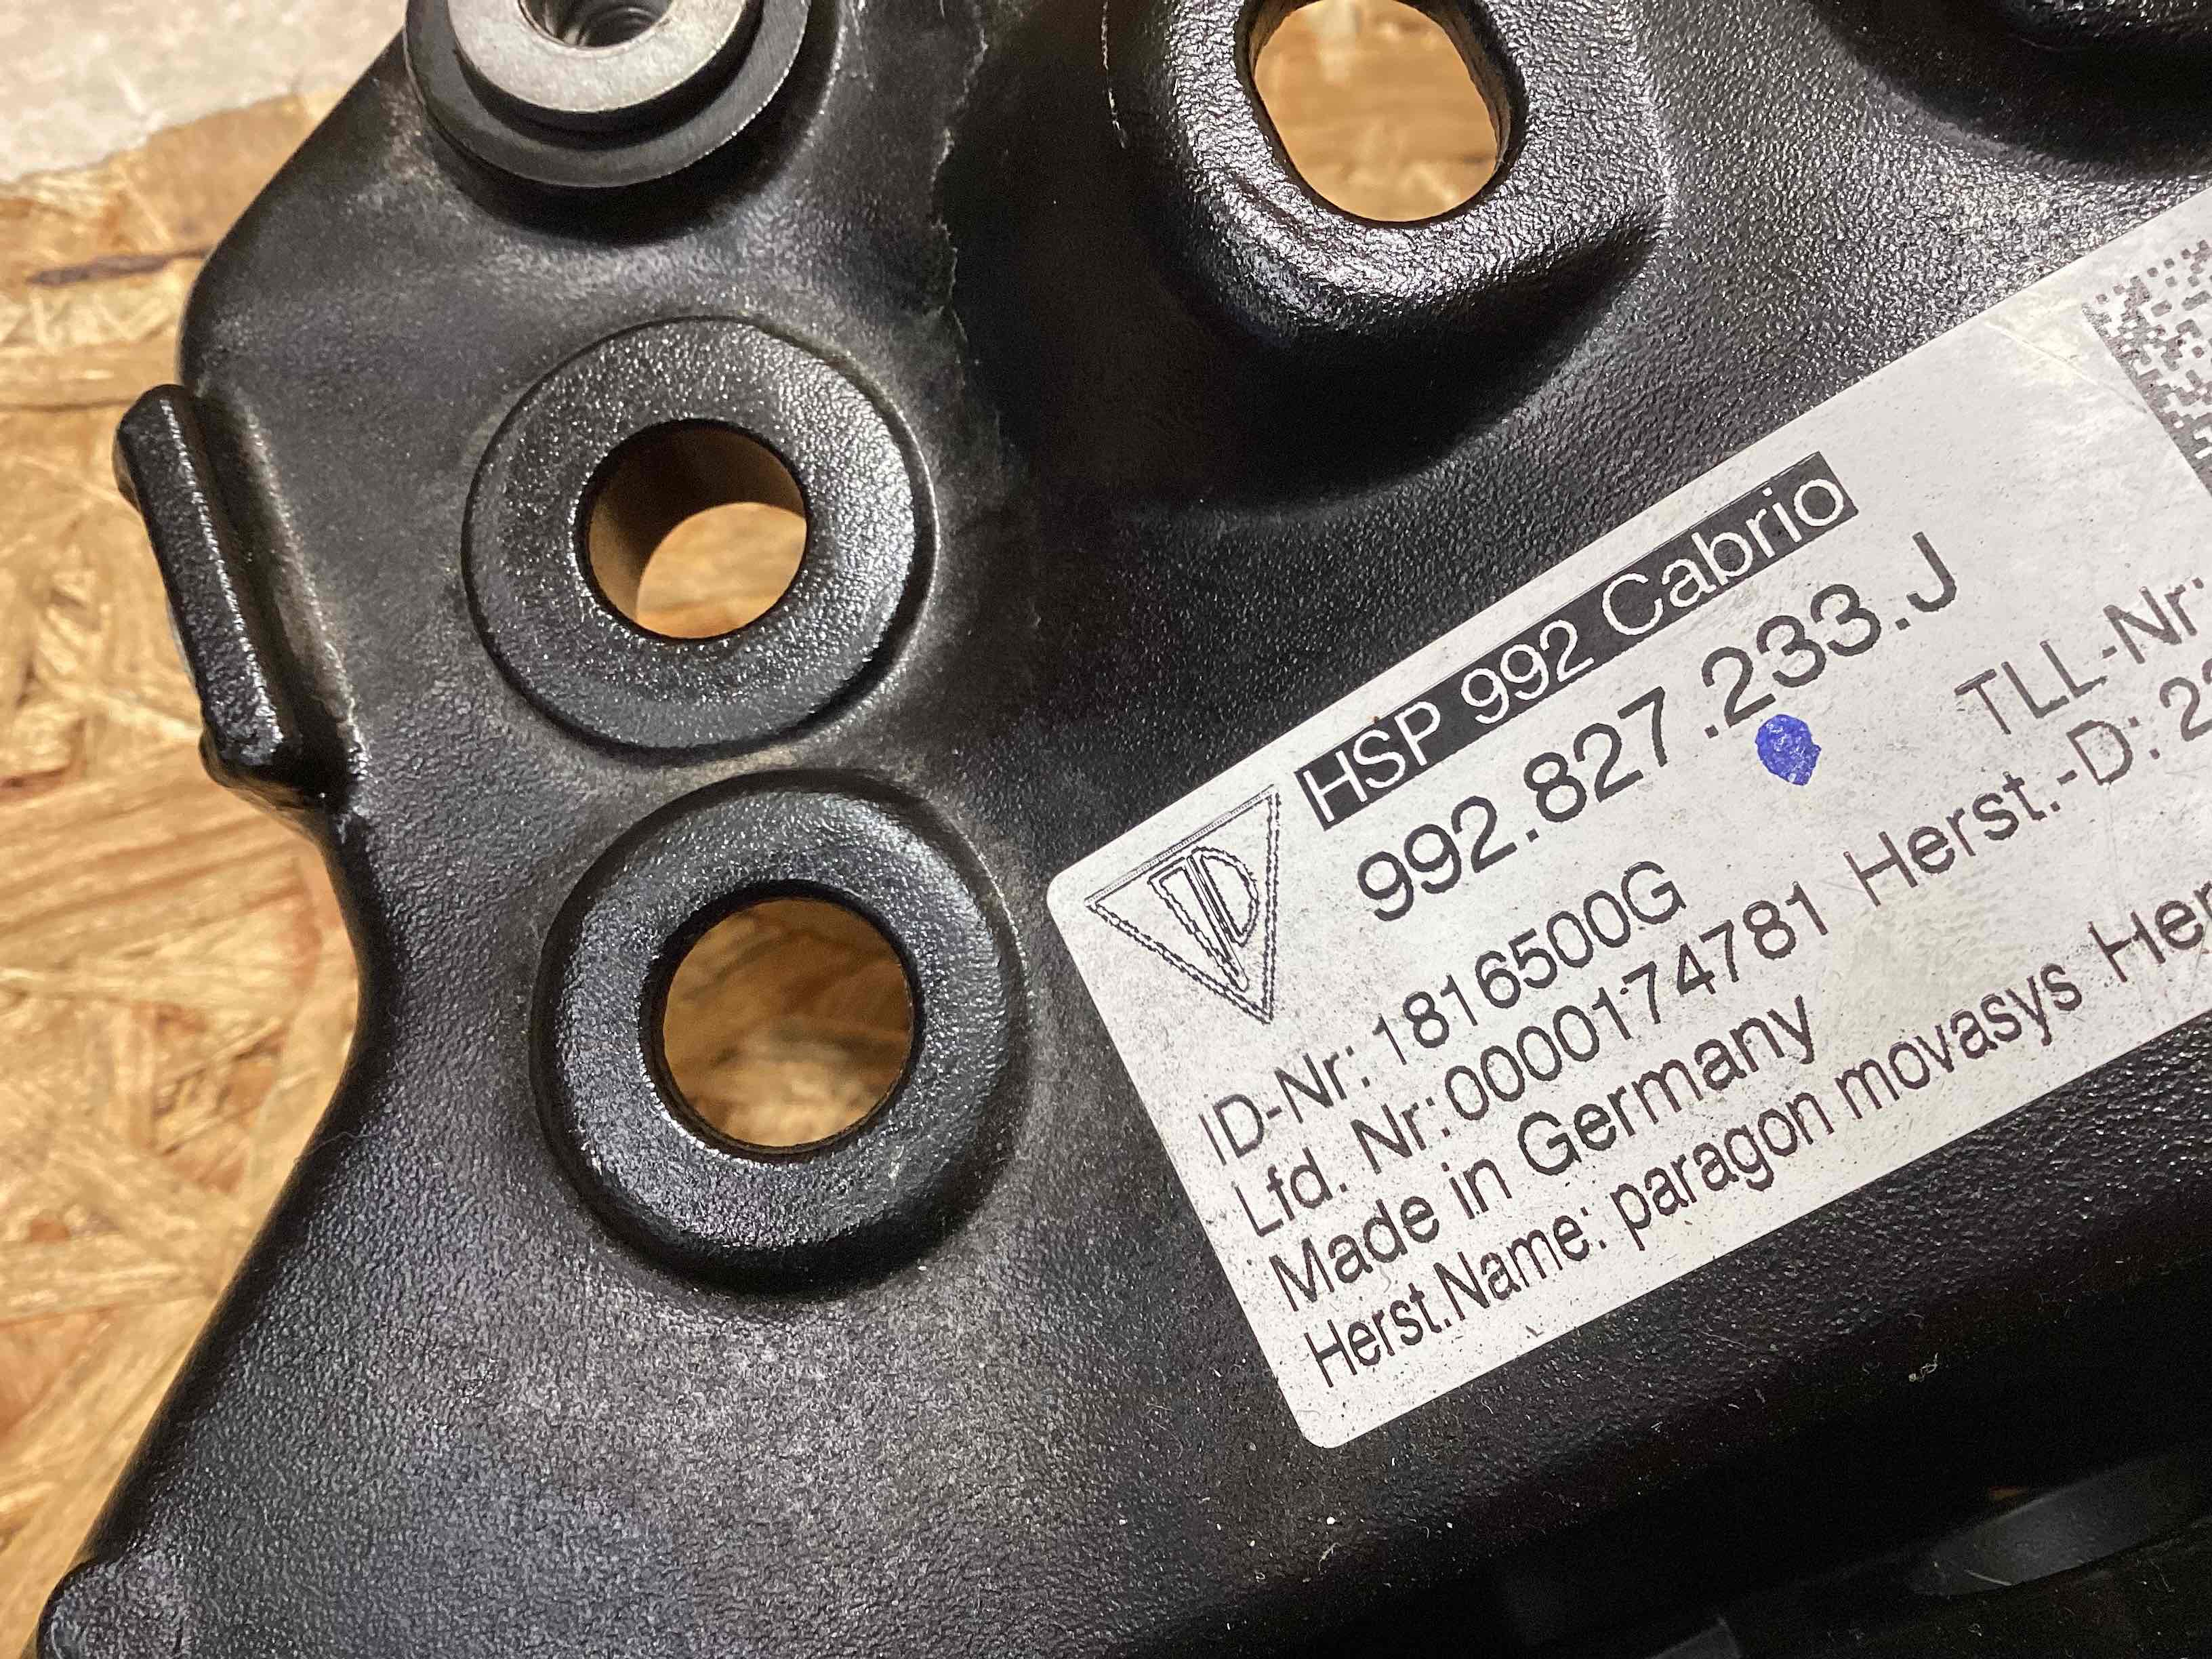 HSP 992 Cabrio
992.827.233.J
TLL-Nr:
ID-Nr: 1816500G Herst.-D: 22
Lfd. Nr:0000174781
Made in Germany
Herst.Name: paragon movasys